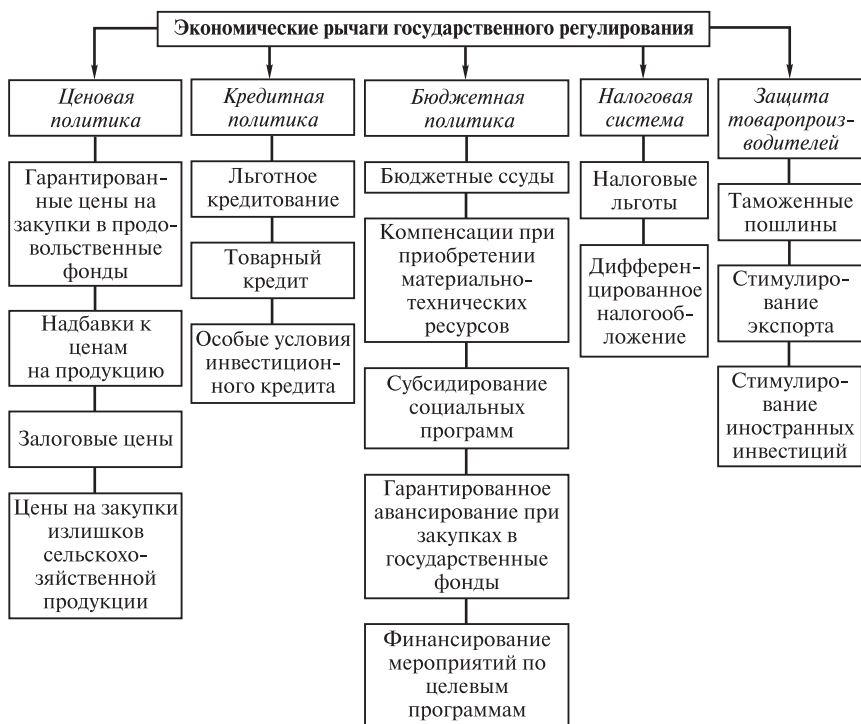 Экономические рычаги государственного регулирования
Ценовая
политика
Гарантирован-
ные цены на
закупки в продо-
вольственные
фонды
Надбавки к
ценам
на продукцию
Залоговые цены
Цены на закупки
излишков
сельскохо-
зяйственной
продукции
Кредитная
политика
Льготное
кредитование
Товарный
кредит
Особые условия
инвестицион-
ного кредита
Бюджетная
политика
Бюджетные ссуды
Компенсации при
приобретении
материально-
технических
ресурсов
Субсидирование
социальных
программ
Гарантированное
авансирование при
закупках в
государственные
фонды
Финансирование
мероприятий по
целевым
программам
Налоговая
система
Налоговые
льготы
Дифферен-
цированное
налогооб-
ложение
Защита
товаропроиз-
водителей
Таможенные
пошлины
Стимулиро-
вание
экспорта
Стимулиро-
вание
иностранных
инвестиций